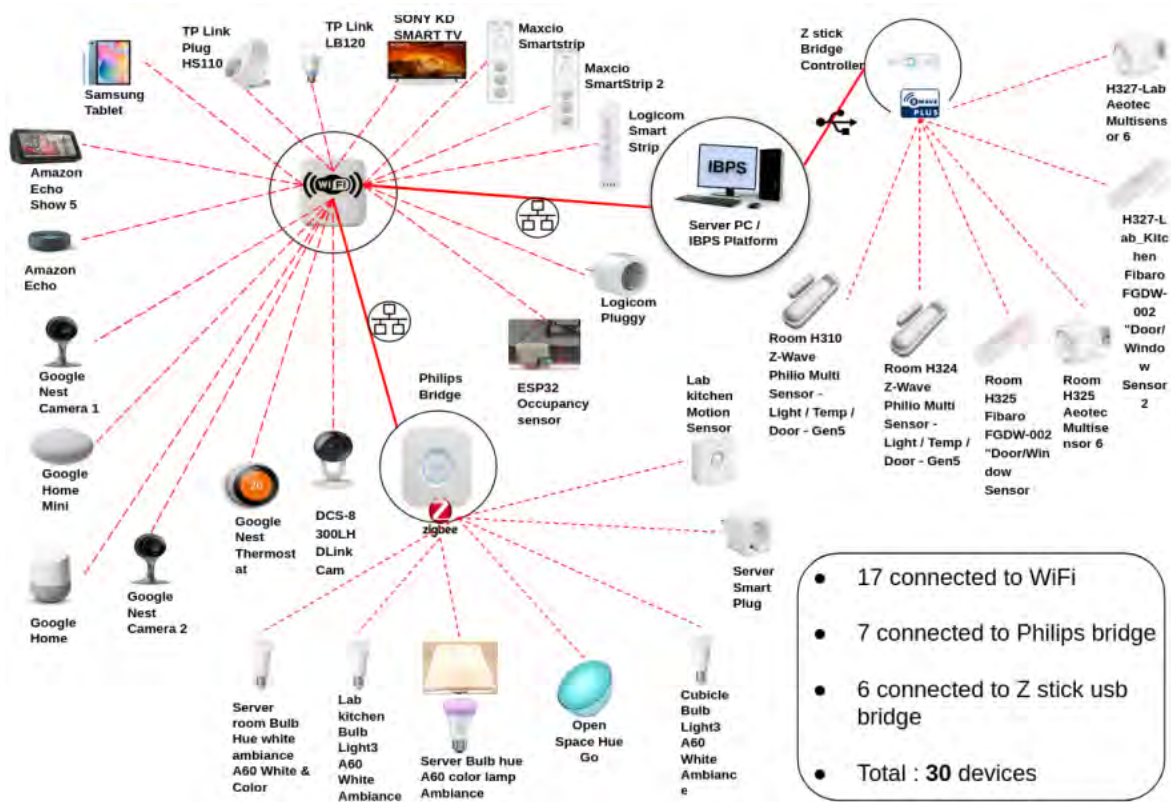 TP Link
Plug
HS110
TP Link
LB120
SONY KD
SMART TV
Maxcio
Smartstrip
Maxcio
SmartStrip 2
Z stick
Bridge
Controller
WAVE
PLUS
H327-Lab
Aeotec
Multisens
or 6
Samsung
Tablet
Logicom
Smart
Strip
IBPS
Server PC /
IBPS Platform
WiFi
Amazon
Echo
Show 5
Amazon
Echo
H327-L
ab_Kitc
hen
Fibaro
FGDW-
002
"Door/
Windo
w
Sensor
2
Logicom
Pluggy
Google
Nest
Camera 1
Philips
Bridge
ESP32
Occupancy
sensor
Lab
kitchen
Motion
Sensor
Room H310
Z-Wave
Philio Multi
Sensor -
Light / Temp /
Door - Gen5
Room H324
Z-Wave
Philio Multi
Sensor -
Light / Temp /
Door - Gen5
Room
H325
Fibaro
FGDW-002
"Door/Win
dow
Sensor
Room
H325
Aeotec
Multise
nsor 6
Google
Home
Mini
20
Google
Nest
Thermost
at
DCS-8
300LH
DLink
Cam
Z
zigbee
Google
Home
Google
Nest
Camera 2
Server
Smart
Plug
Server
room Bulb
Hue white
ambiance
A60 White &
Color
Lab
kitchen
Bulb
Light3
A60
White
Ambiance
Server Bulb hue
A60 color lamp
Ambiance
Open
Space Hue
Go
Cubicle
Bulb
Light3
A60
White
Ambianc
e
● 17 connected to WiFi
● 7 connected to Philips bridge
● 6 connected to Z stick usb
bridge
● Total : 30 devices